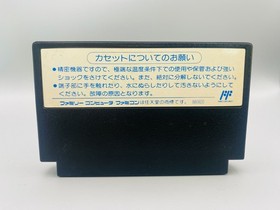 カセットについてのお願い
●精密機器ですので、極端な温度条件下での使用や保管および強い
ショックをさけてください。また、絶対に分解しないでください。
●端子部に手を触れたり、水にぬらしたりして汚さないようにして
ください。故障の原因となります。
ファミリーコンピュータ ファミコンは任天堂の商標です。